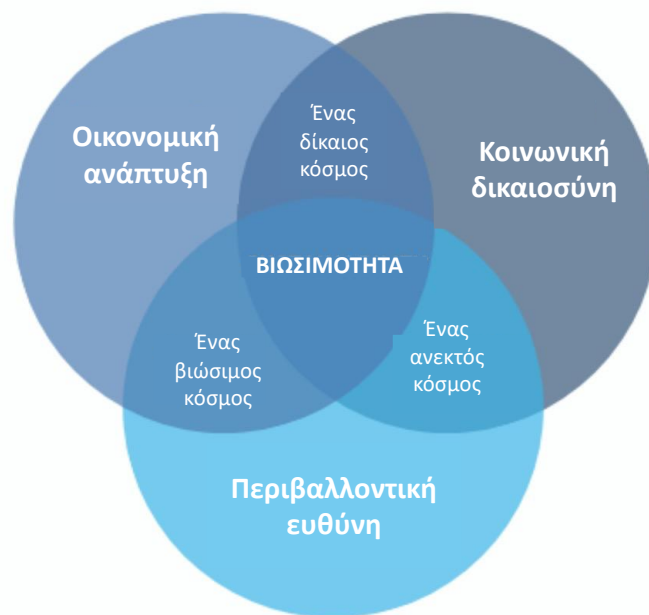 Οικονομική
ανάπτυξη
Ένας
δίκαιος
κόσμος
Κοινωνική
δικαιοσύνη
ΒΙΩΣΙΜΟΤΗΤΑ
Ένας
βιώσιμος
κόσμος
Ένας
ανεκτός
κόσμος
Περιβαλλοντική
ευθύνη